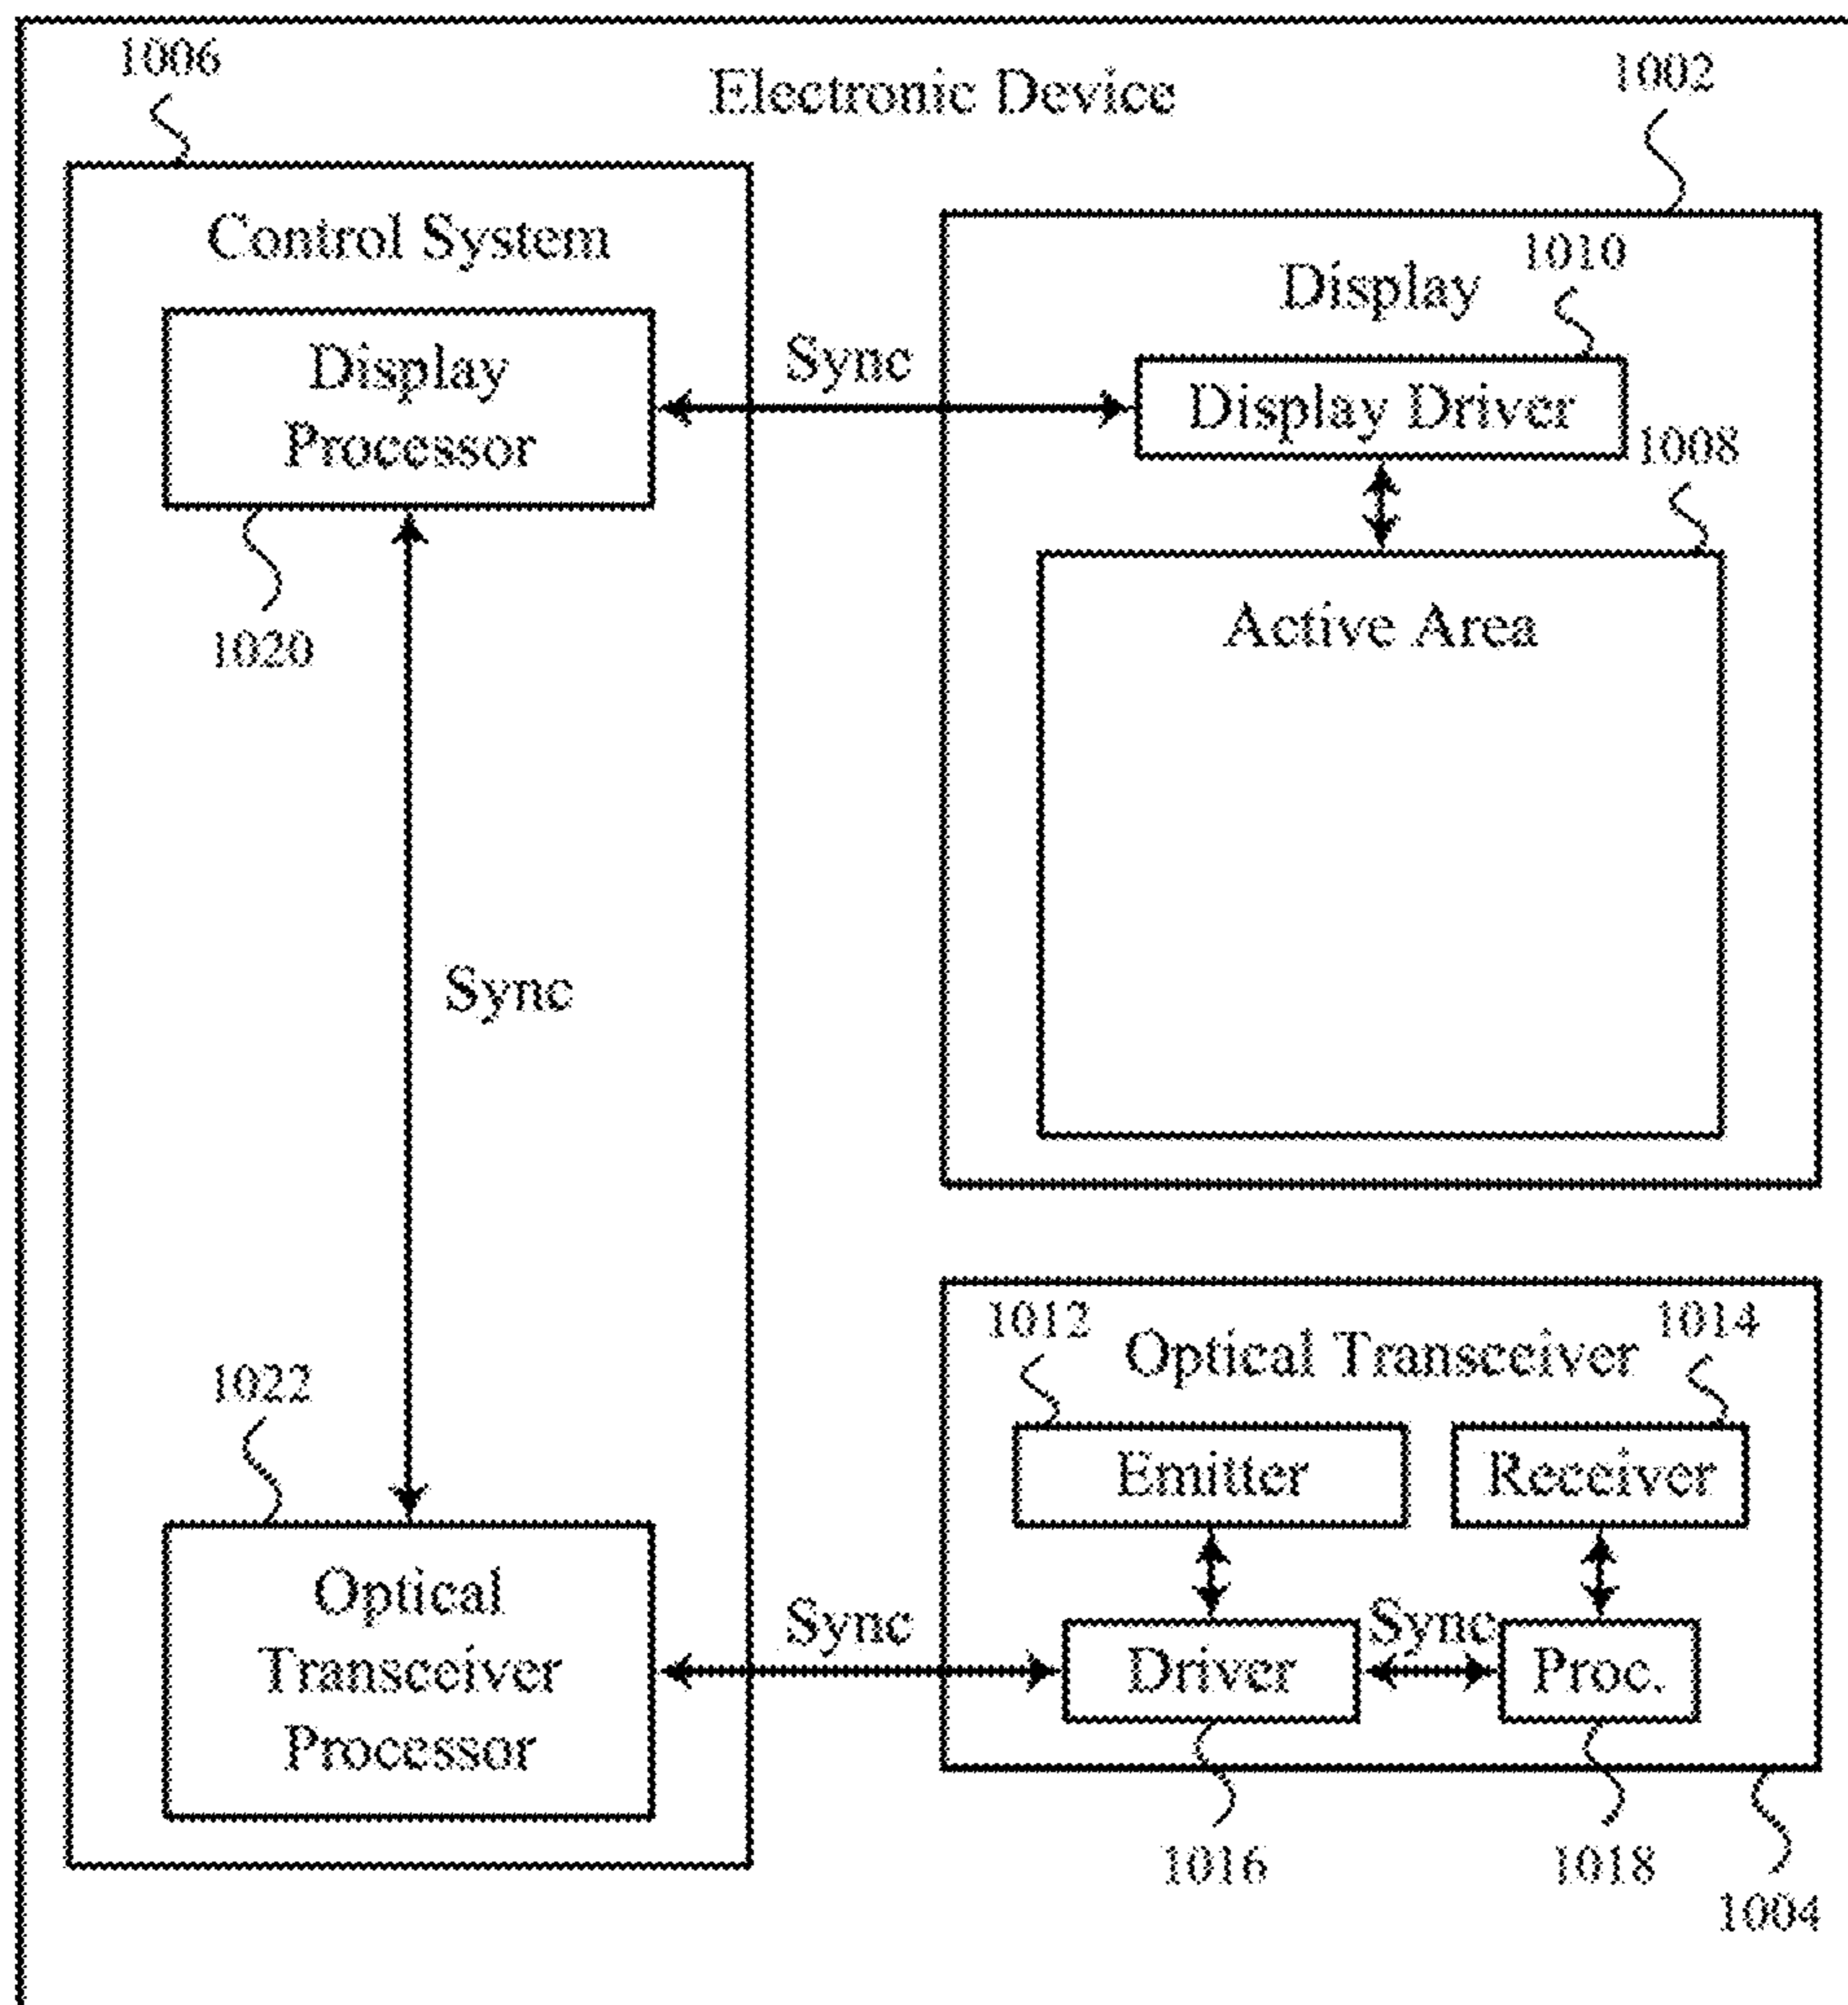 1006
Electronic Device
1002
Control System
1010
Display
Display
Processor
Sync
Display Driver
1008
1020
Active Area
Sync
1012
1014
Optical Transceiver
1022
Emitter
Receiver
Optical
Transceiver
Processor
Sync
Driver
Sync
Proc.
1016
1018
1004